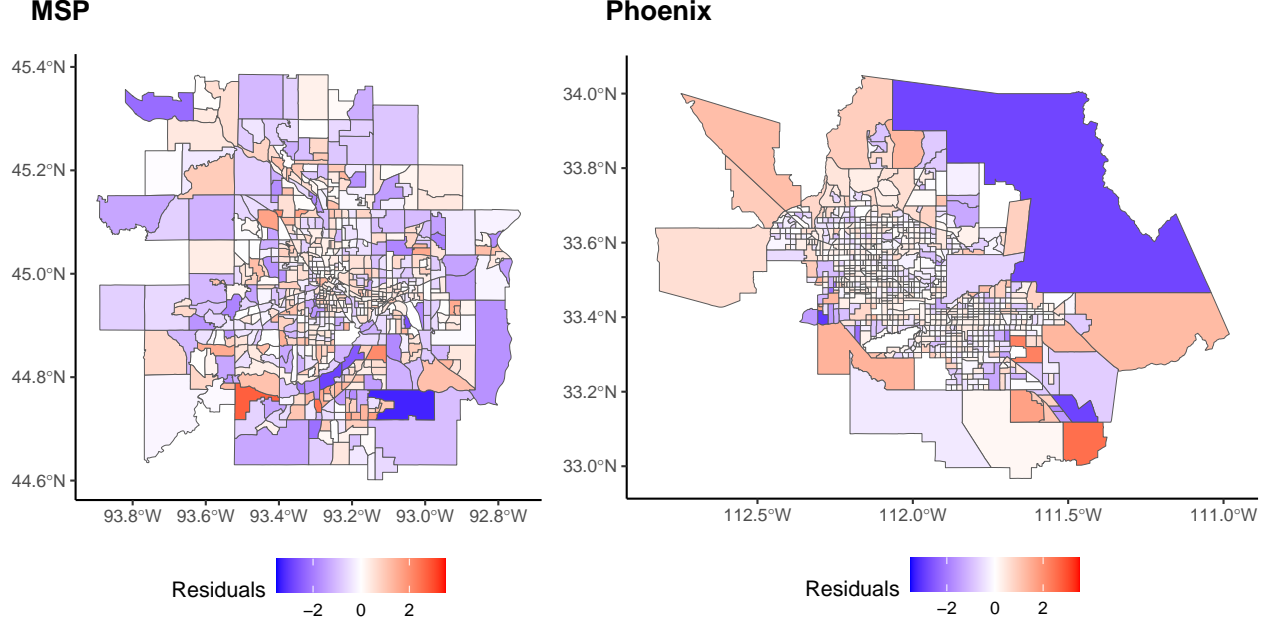 MSP
Phoenix
45.4°N
45.2°N
45.0°N
44.8°N
44.6°N
93.8°W 93.6°W 93.4°W 93.2°W 93.0°W 92.8°W
34.0°N
33.8°N
33.6°N
33.4°N
33.2°N
33.0°N
112.5°W 112.0°W 111.5°W 111.0°W
Residuals
−2 0 2
Residuals
−2 0 2